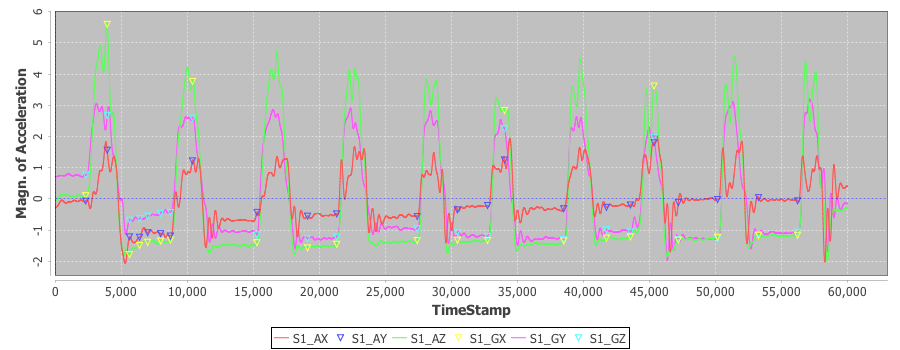 6
5
4
3
2
1
0
-1
-2
Magn. of Acceleration
0 5,000 10,000 15,000 20,000 25,000 30,000 35,000 40,000 45,000 50,000 55,000 60,000
TimeStamp
S1_AX S1_AY S1_AZ S1_GX S1_GY S1_GZ